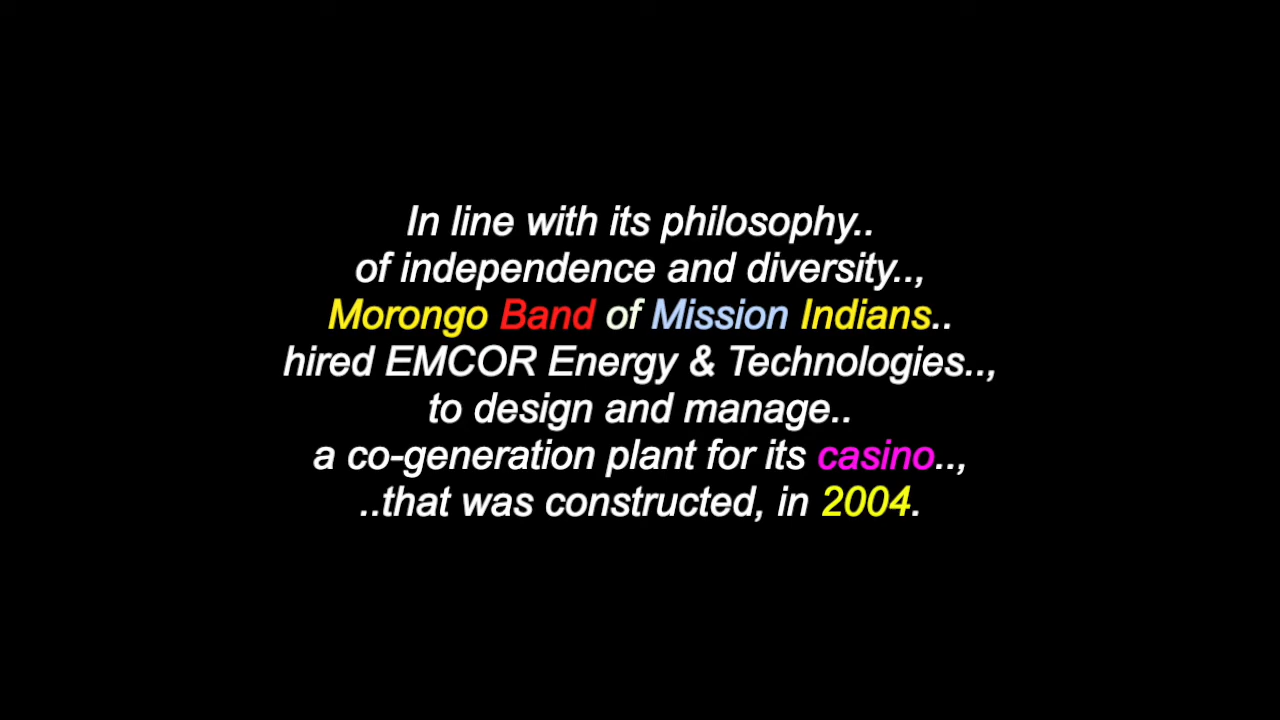 In line with its philosophy..
of independence and diversity..,
Morongo Band of Mission Indians..
hired EMCOR Energy & Technologies..,
to design and manage..
a co-generation plant for its casino..,
..that was constructed, in 2004.